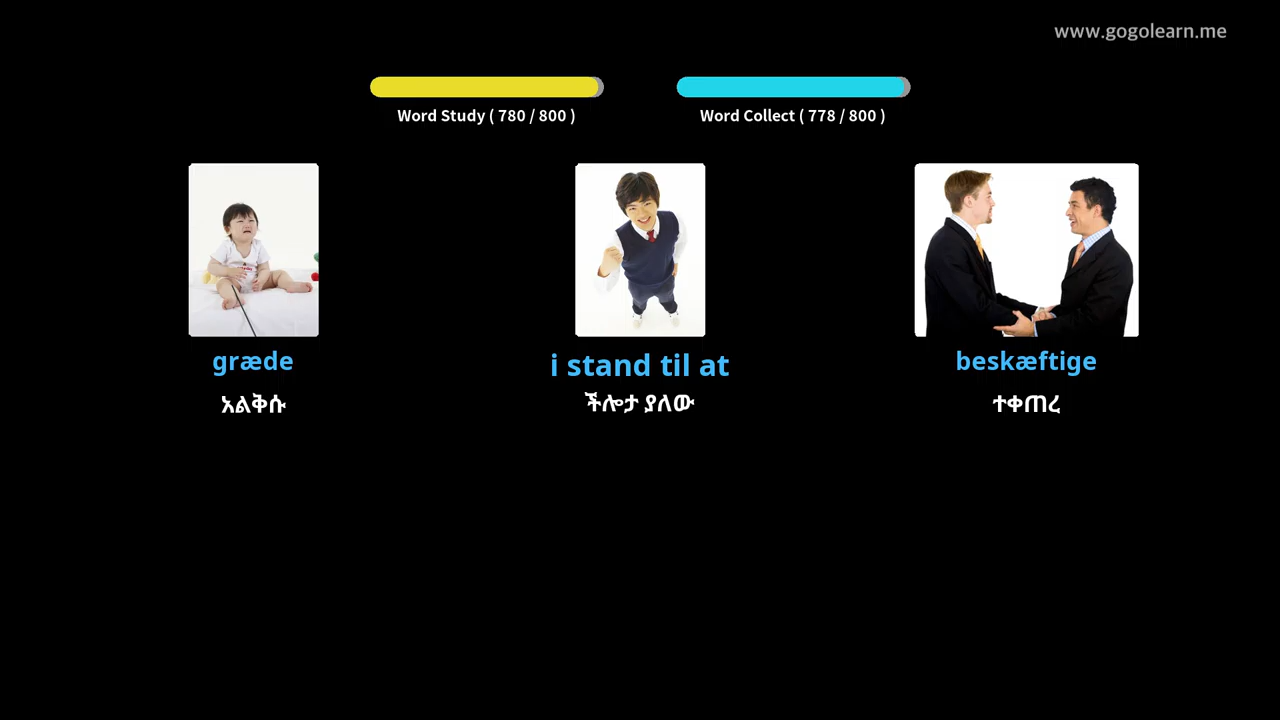 www.gogolearn.me
Word Study ( 780 / 800 )
Word Collect ( 778 / 800 )
græde
i stand til at
beskæftige
አልቅሱ
ችሎታ ያለው
ተቀጠረ